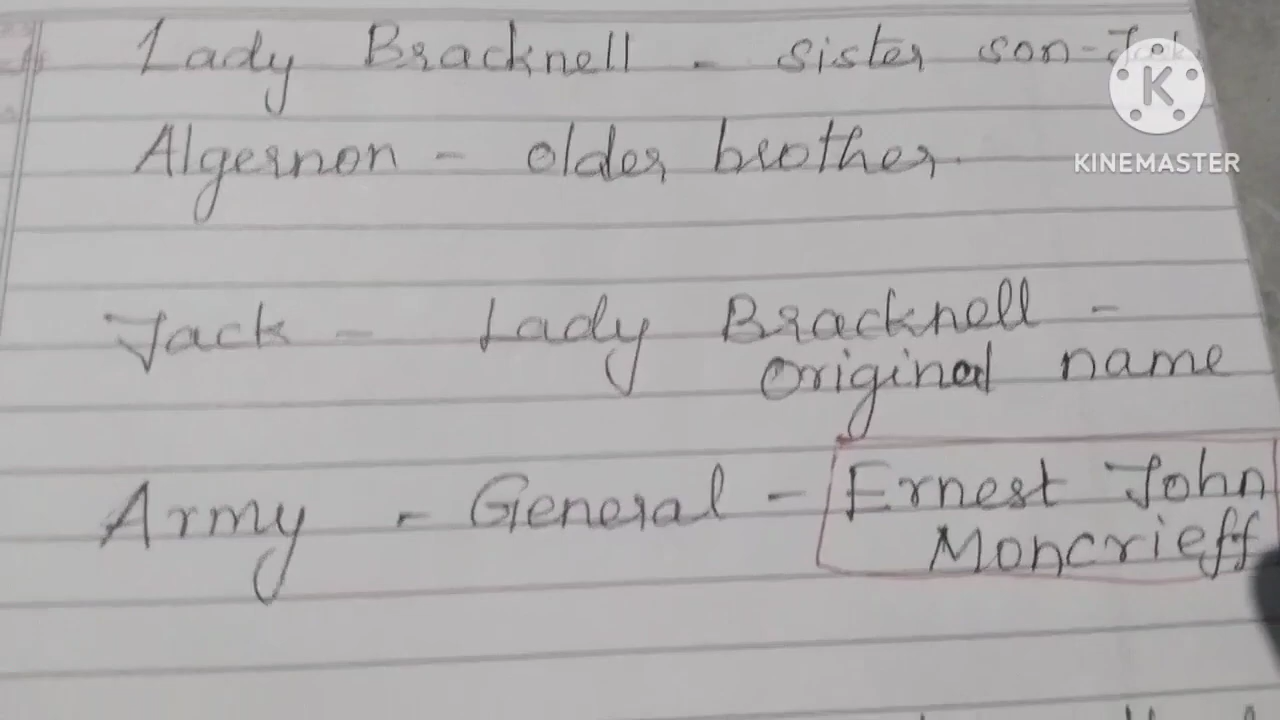 Lady Bracknell - sister son-
Algernon - older brother.
Jack - Lady Bracknell -
original name
Army - General - Ernest John
Moncrieff
K
KINEMASTER